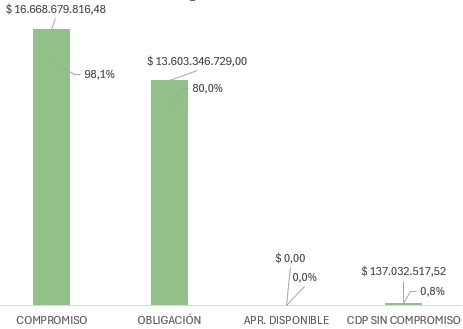 $ 16.668.679.816,48
98,1%
$ 13.603.346.729,00
80,0%
$ 0,00
0,0%
$ 137.032.517,52
0,8%
COMPROMISO
OBLIGACIÓN
APR. DISPONIBLE
CDP SIN COMPROMISO